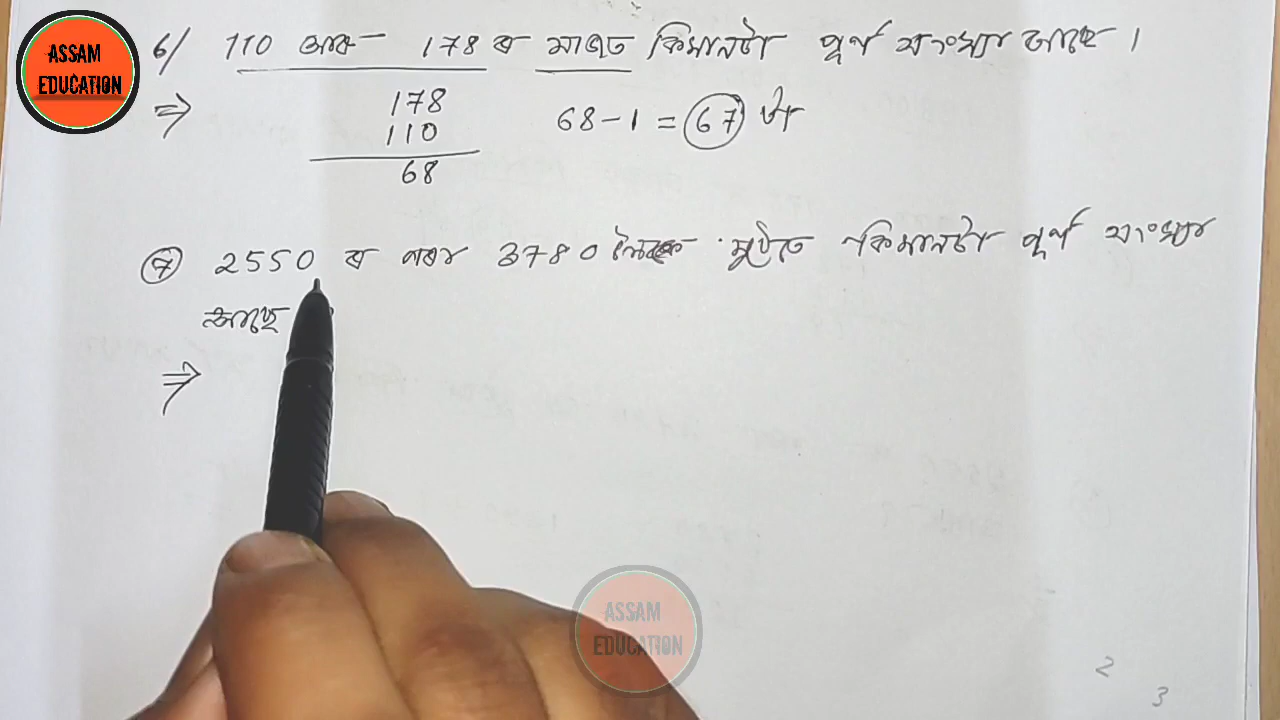 ASSAM
EDUCATION
6/ 110 আৰু 178 ৰ মাজত কিমানটা পূৰ্ণ সংখ্যা আছে ।
⇒ 178 68 - 1 = 67 টা
110
68
⑦ 2550 ৰ পৰা 3780 লৈকে মুঠতে কিমানটা পূৰ্ণ সংখ্যা
আছে
⇒
ASSAM
EDUCATION
2
3